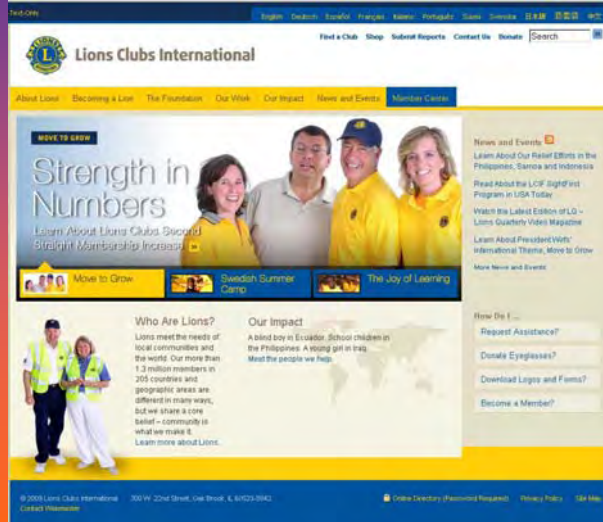 Text-Only
English Deutsch Español Français Italiano Português Suomi Svenska 日本語 한국어 中文
Find a Club Shop Submit Reports Contact Us Donate Search
Lions Clubs International
About Lions Becoming a Lion The Foundation Our Work Our Impact News and Events Member Center
MOVE TO GROW
Strength in
Numbers
Learn About Lions Clubs Second
Straight Membership Increase
Move to Grow
Swedish Summer
Camp
The Joy of Learning
News and Events
Learn About Our Relief Efforts in the
Philippines, Samoa and Indonesia
Read About the LCIF SightFirst
Program in USA Today
Watch the Latest Edition of LQ –
Lions Quarterly Video Magazine
Learn About President Wolfs'
International Theme, Move to Grow
More News and Events
Who Are Lions?
Lions meet the needs of
local communities and
the world. Our more than
1.3 million members in
205 countries and
geographic areas are
different in many ways,
but we share a core
belief – community is
what we make it.
Learn more about Lions.
Our Impact
A blind boy in Ecuador. School children in
the Philippines. A young girl in Iraq.
Meet the people we help.
How Do I ...
Request Assistance?
Donate Eyeglasses?
Download Logos and Forms?
Become a Member?
© 2009 Lions Clubs International 300 W. 22nd Street, Oak Brook, IL 60523-8842
Contact Webmaster
Online Directory (Password Required) Privacy Policy Site Map